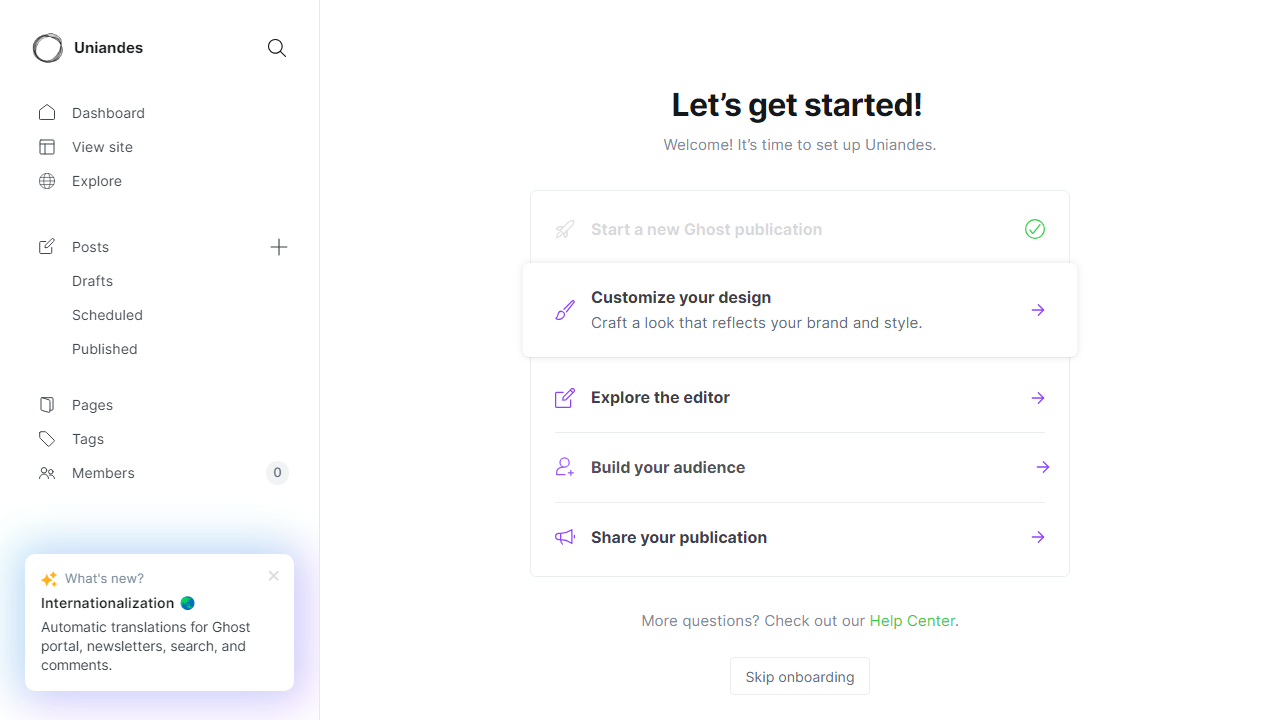 Uniandes
Dashboard
View site
Explore
Posts
Drafts
Scheduled
Published
Pages
Tags
Members
0
What's new?
Internationalization
Automatic translations for Ghost
portal, newsletters, search, and
comments.
Let’s get started!
Welcome! It’s time to set up Uniandes.
Start a new Ghost publication
Customize your design
Craft a look that reflects your brand and style.
Explore the editor
Build your audience
Share your publication
More questions? Check out our Help Center.
Skip onboarding